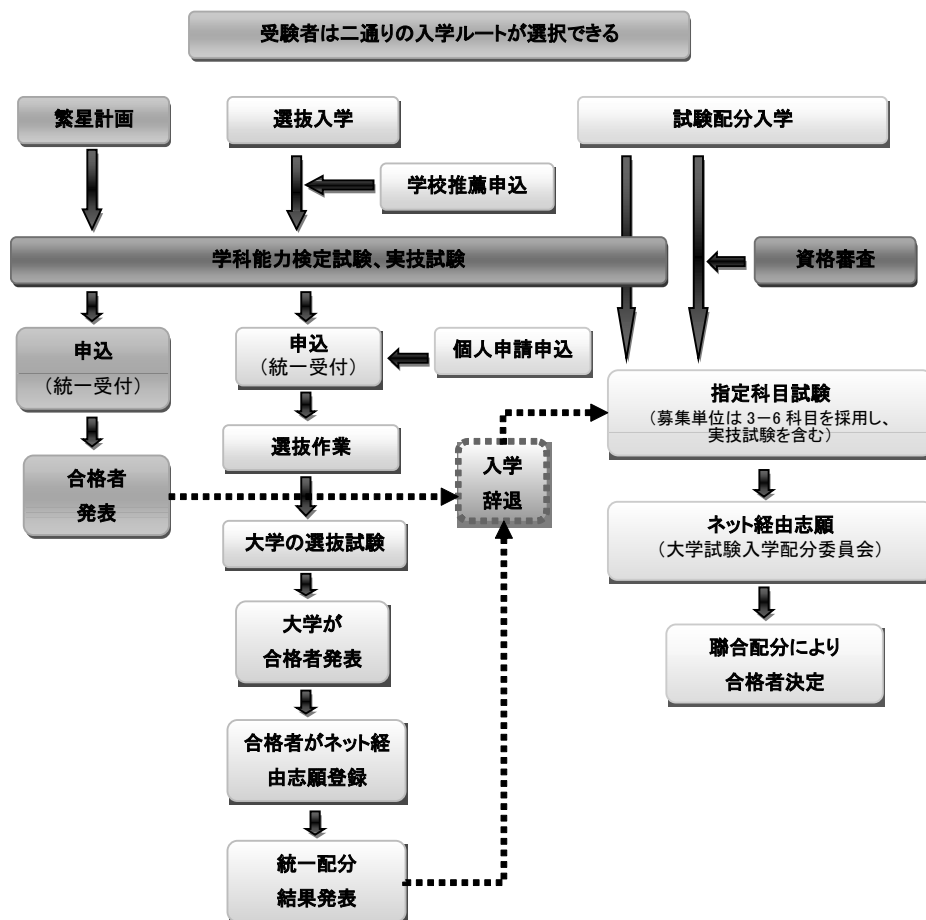 受験者は二通りの入学ルートが選択できる
繁星計画
選抜入学
試験配分入学
学校推薦申込
学科能力検定試験、実技試験
資格審査
申込
（統一受付）
申込
（統一受付）
個人申請申込
指定科目試験
（募集単位は 3－6 科目を採用し、
実技試験を含む）
選抜作業
入学
辞退
合格者
発表
大学の選抜試験
ネット経由志願
（大学試験入学配分委員会）
大学が
合格者発表
聯合配分により
合格者決定
合格者がネット経
由志願登録
統一配分
結果発表